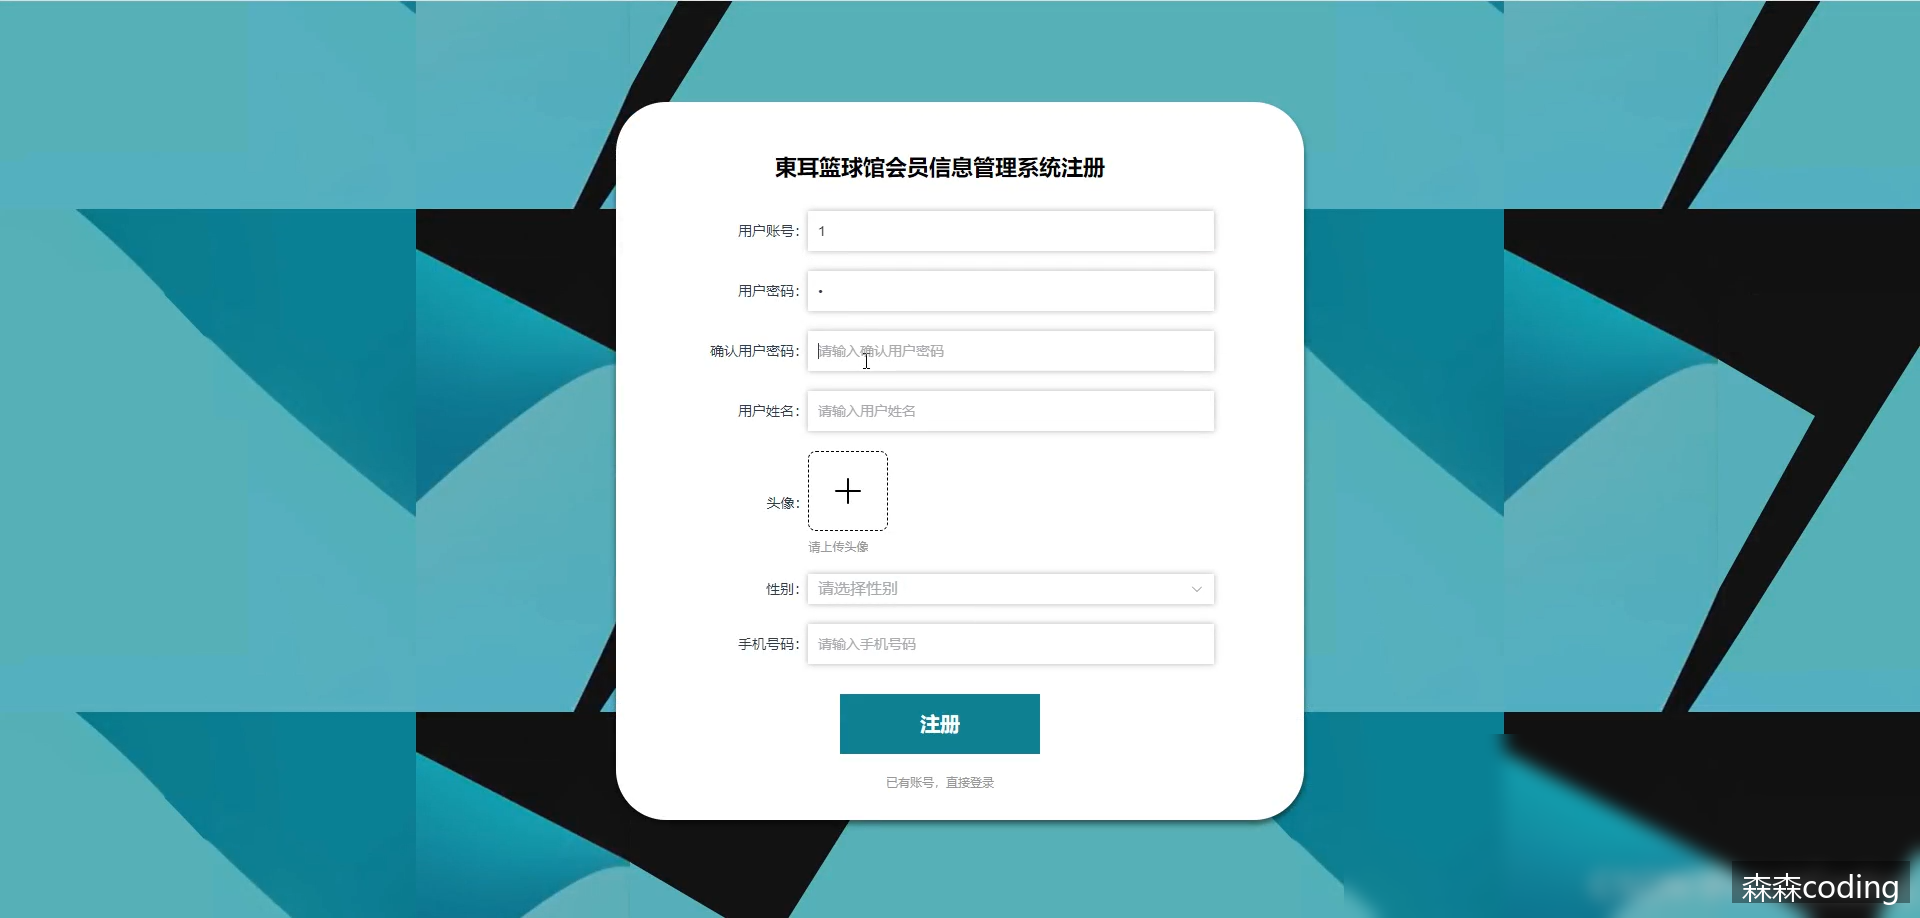 東耳篮球馆会员信息管理系统注册
用户账号: 1
用户密码: •
确认用户密码: 请输入确认用户密码
用户姓名: 请输入用户姓名
头像:
请上传头像
性别: 请选择性别
手机号码: 请输入手机号码
注册
已有账号，直接登录
森森coding